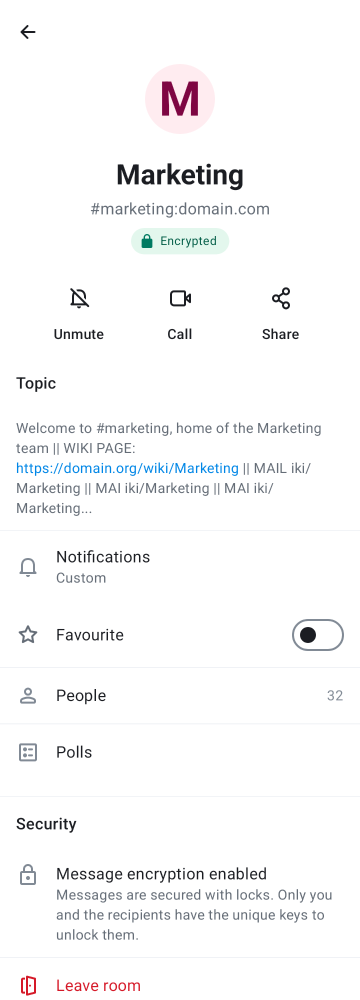 M
Marketing
#marketing:domain.com
Encrypted
Unmute Call Share
Topic
Welcome to #marketing, home of the Marketing
team || WIKI PAGE:
https://domain.org/wiki/Marketing || MAIL iki/
Marketing || MAI iki/Marketing || MAI iki/
Marketing...
Notifications
Custom
Favourite
People 32
Polls
Security
Message encryption enabled
Messages are secured with locks. Only you
and the recipients have the unique keys to
unlock them.
Leave room